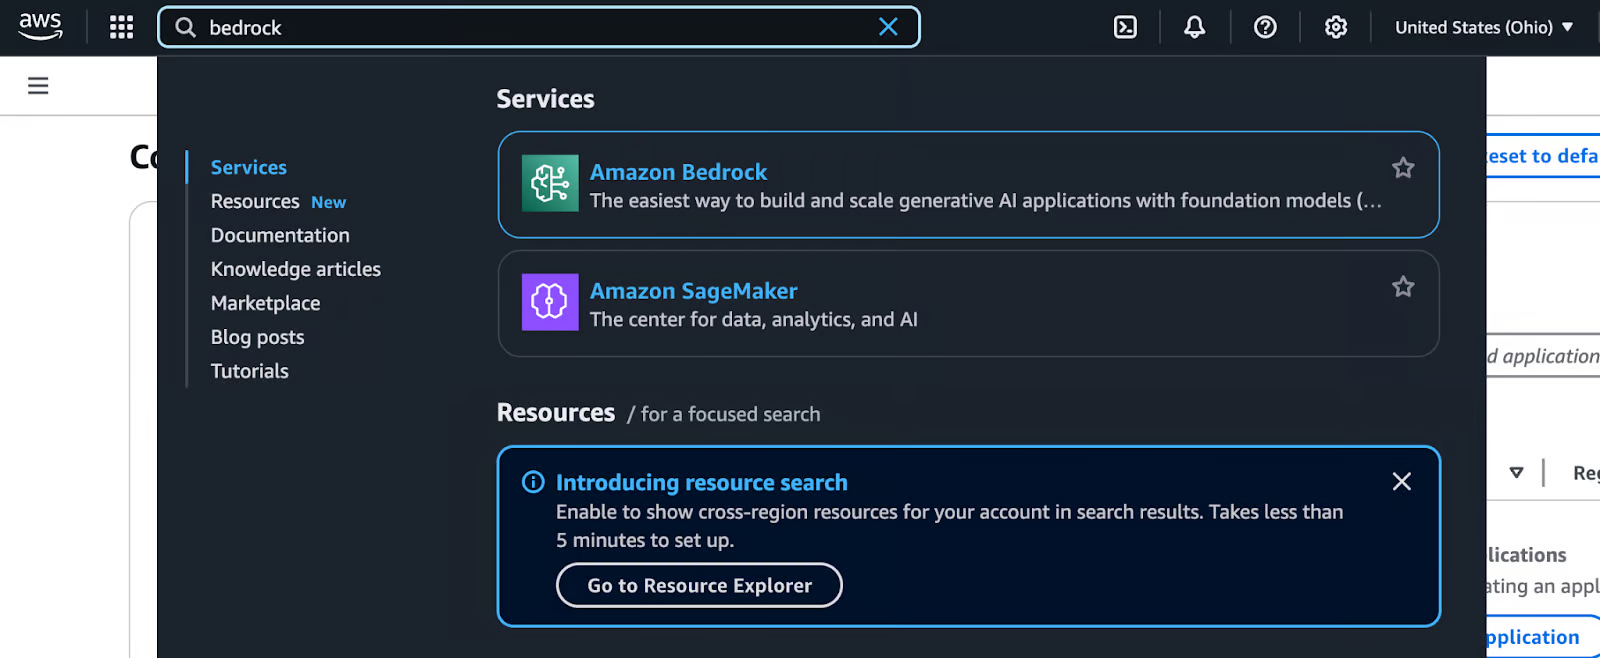 aws
bedrock
United States (Ohio)
Services
Resources New
Documentation
Knowledge articles
Marketplace
Blog posts
Tutorials
Services
Amazon Bedrock
The easiest way to build and scale generative AI applications with foundation models (...
Amazon SageMaker
The center for data, analytics, and AI
Resources / for a focused search
Introducing resource search
Enable to show cross-region resources for your account in search results. Takes less than
5 minutes to set up.
Go to Resource Explorer
to
application
an